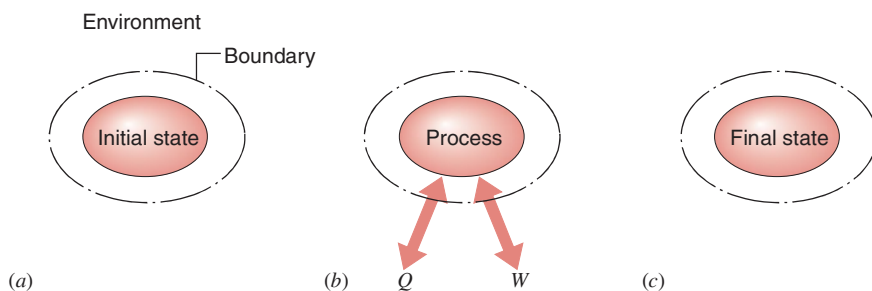 Environment
Boundary
Initial state
Process
Final state
(a)
(b)
Q
W
(c)